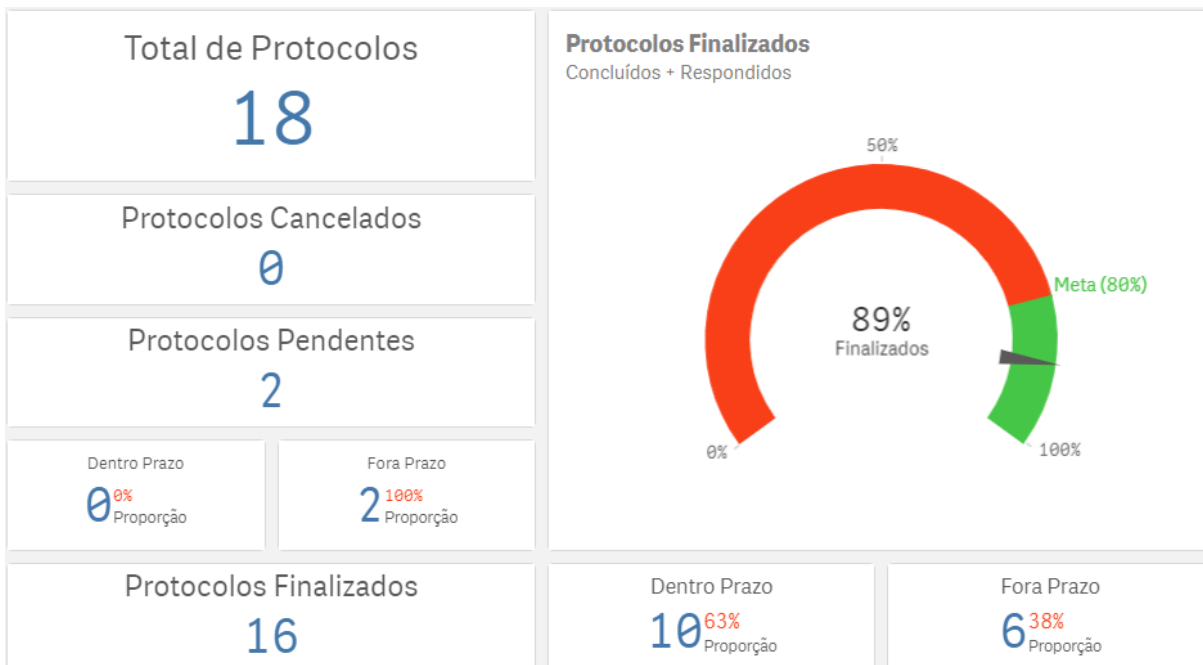 Total de Protocolos
18
Protocolos Cancelados
0
Protocolos Pendentes
2
Dentro Prazo
0 0%
Proporção
Fora Prazo
2 100%
Proporção
Protocolos Finalizados
Concluídos + Respondidos
50%
Meta (80%)
89%
Finalizados
0%
100%
Protocolos Finalizados
16
Dentro Prazo
10 63%
Proporção
Fora Prazo
6 38%
Proporção